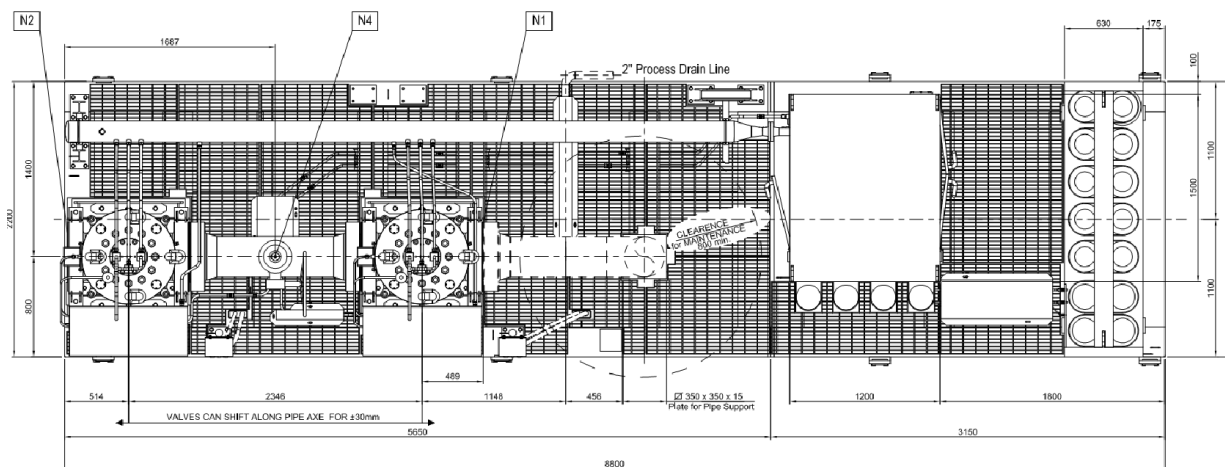 N2
N4
N1
1687
630
175
100
2" Process Drain Line
2200
1400
800
1100
1500
1100
CLEARENCE
for MAINTENANCE
800 min
489
514
2346
1148
456
350 x 350 x 15
Plate for Pipe Support
1200
1800
VALVES CAN SHIFT ALONG PIPE AXE FOR ±30mm
5650
3150
8800